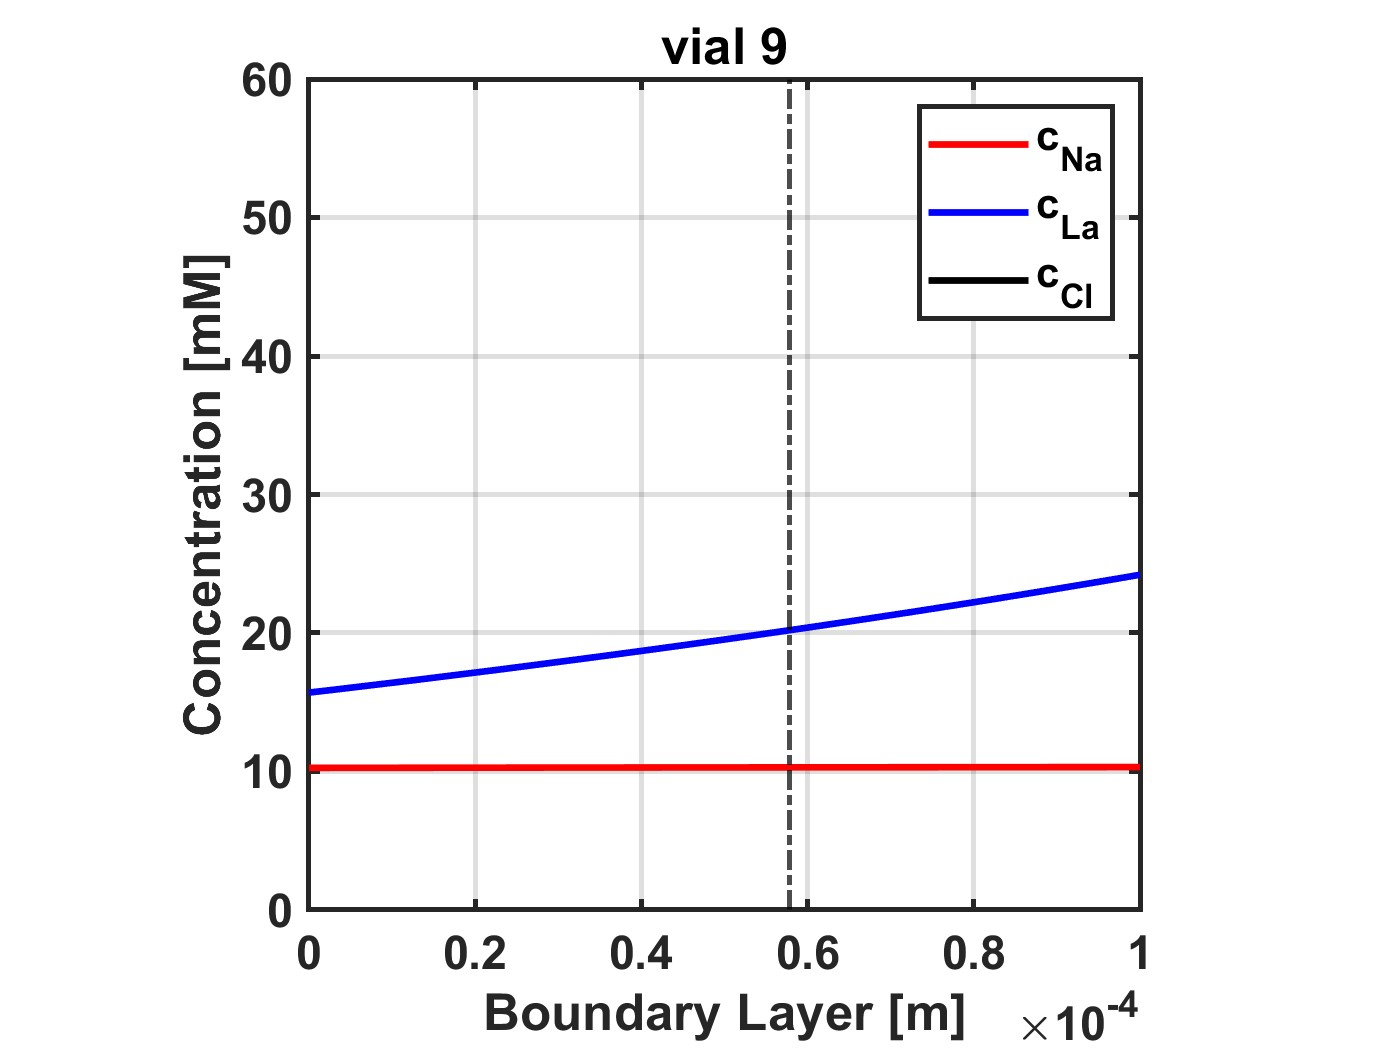 vial 9
60
50
40
30
20
10
0
Concentration [mM]
c_Na
c_La
c_Cl
0 0.2 0.4 0.6 0.8 1
Boundary Layer [m] ×10^-4